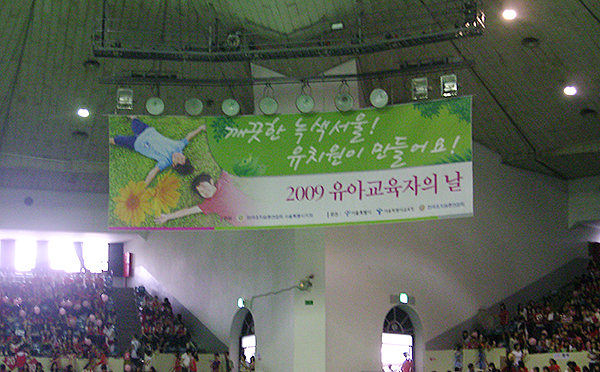 깨끗한 녹색서울!
유치원이 만들어요!
2009 유아교육자의 날